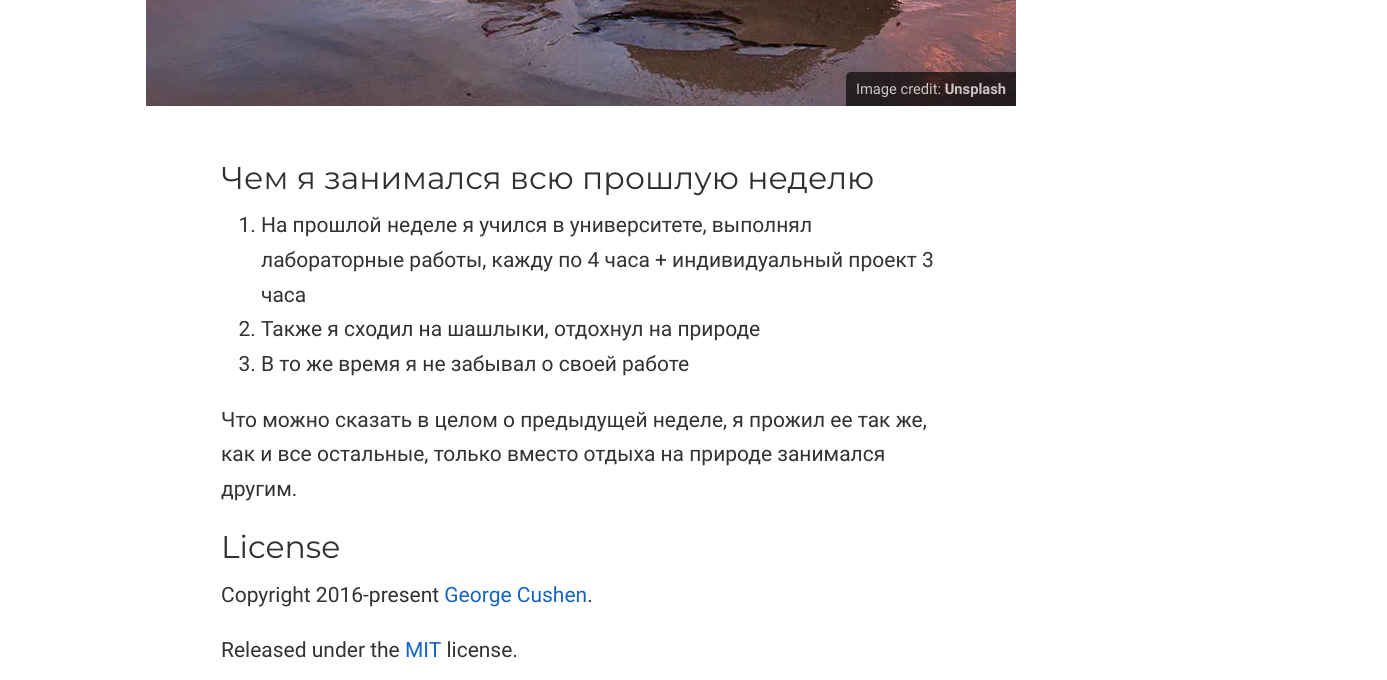 Image credit: Unsplash
Чем я занимался всю прошлую неделю
1. На прошлой неделе я учился в университете, выполнял
лабораторные работы, кажду по 4 часа + индивидуальный проект 3
часа
2. Также я сходил на шашлыки, отдохнул на природе
3. В то же время я не забывал о своей работе
Что можно сказать в целом о предыдущей неделе, я прожил ее так же,
как и все остальные, только вместо отдыха на природе занимался
другим.
License
Copyright 2016-present George Cushen.
Released under the MIT license.